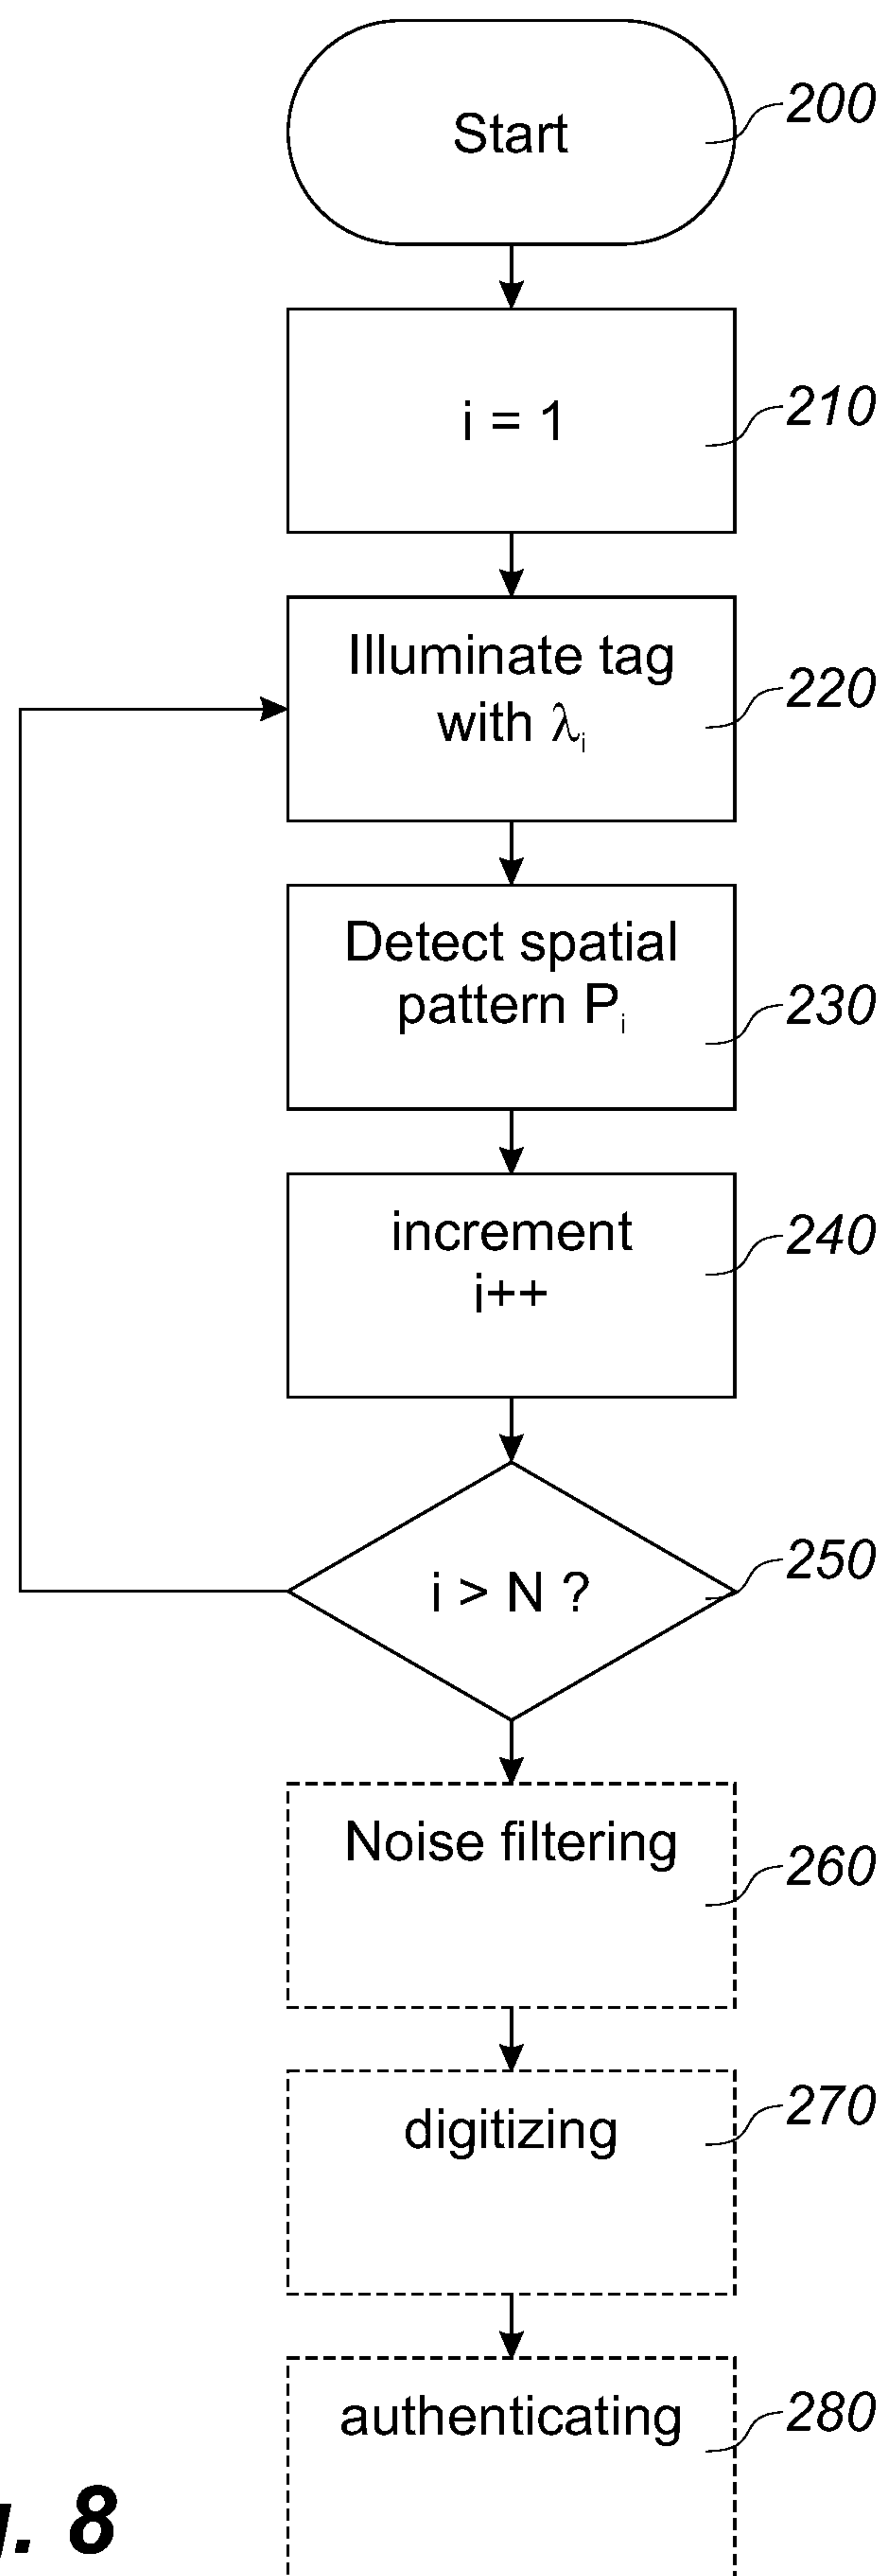 Start
200
i = 1
210
Illuminate tag
with λi
220
Detect spatial
pattern Pi
230
increment
i++
240
i > N ?
250
Noise filtering
260
digitizing
270
authenticating
280
g. 8